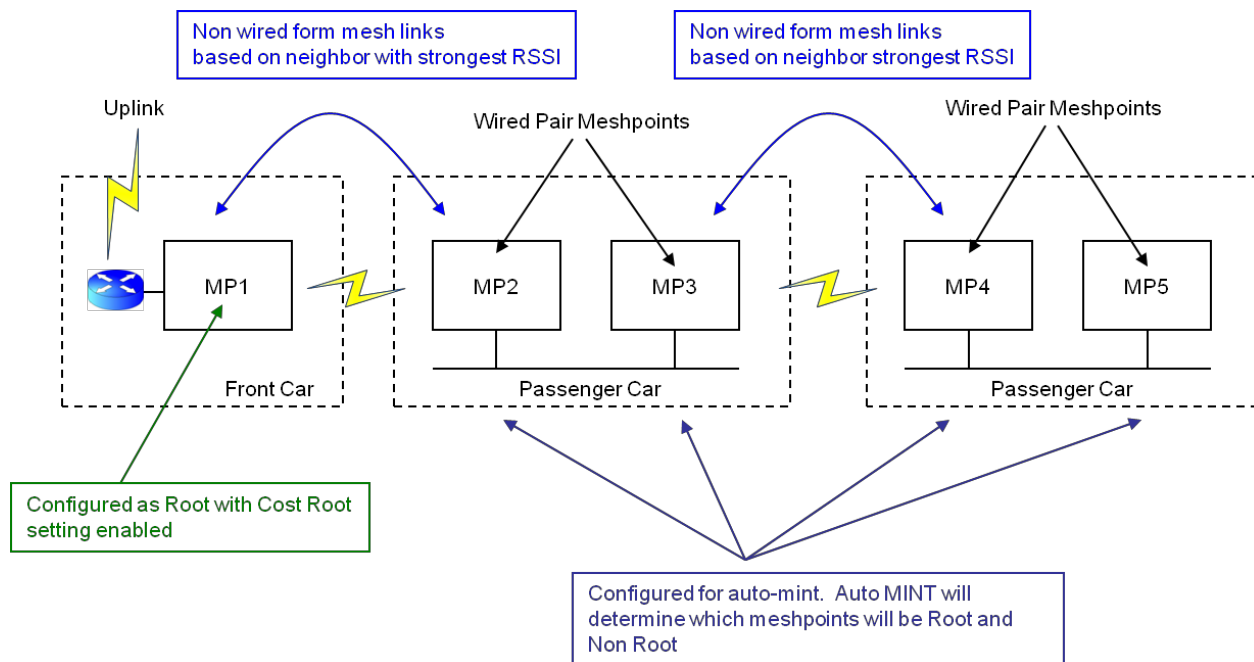 Non wired form mesh links
based on neighbor with strongest RSSI
Non wired form mesh links
based on neighbor strongest RSSI
Uplink
Wired Pair Meshpoints
Wired Pair Meshpoints
MP1
MP2
MP3
MP4
MP5
Front Car
Passenger Car
Passenger Car
Configured as Root with Cost Root
setting enabled
Configured for auto-mint.  Auto MINT will
determine which meshpoints will be Root and
Non Root